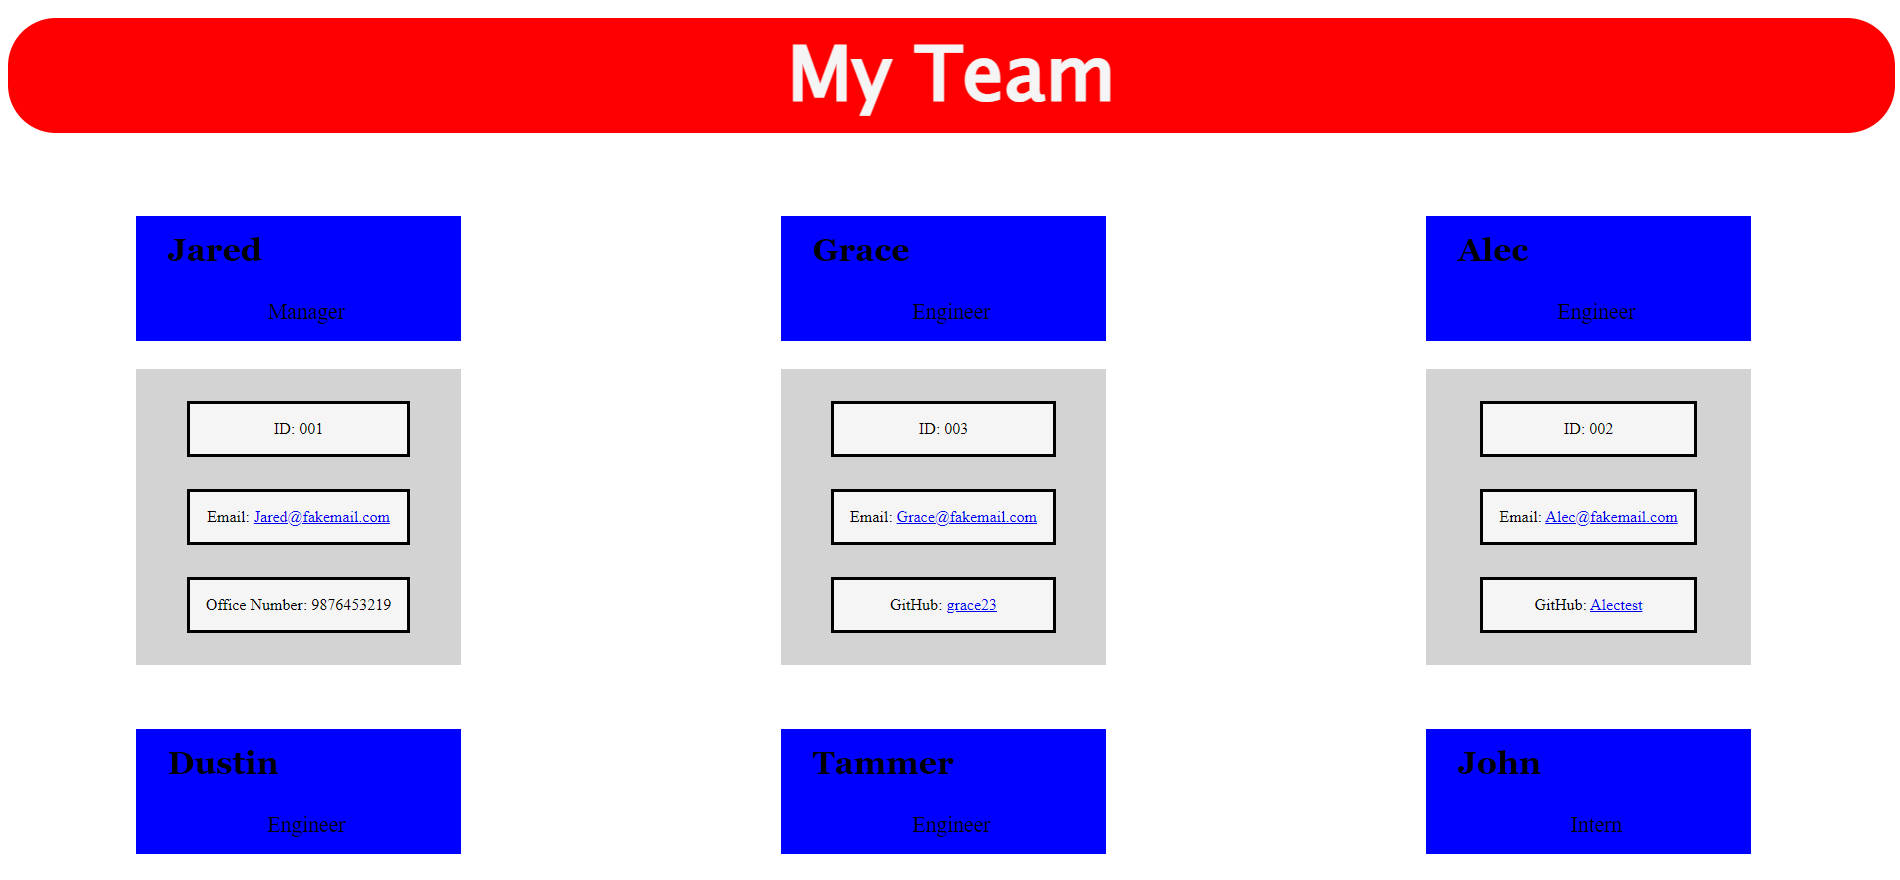 My Team
Jared
Manager
ID: 001
Email: Jared@fakemail.com
Office Number: 9876453219
Grace
Engineer
ID: 003
Email: Grace@fakemail.com
GitHub: grace23
Alec
Engineer
ID: 002
Email: Alec@fakemail.com
GitHub: Alectest
Dustin
Engineer
Tammer
Engineer
John
Intern